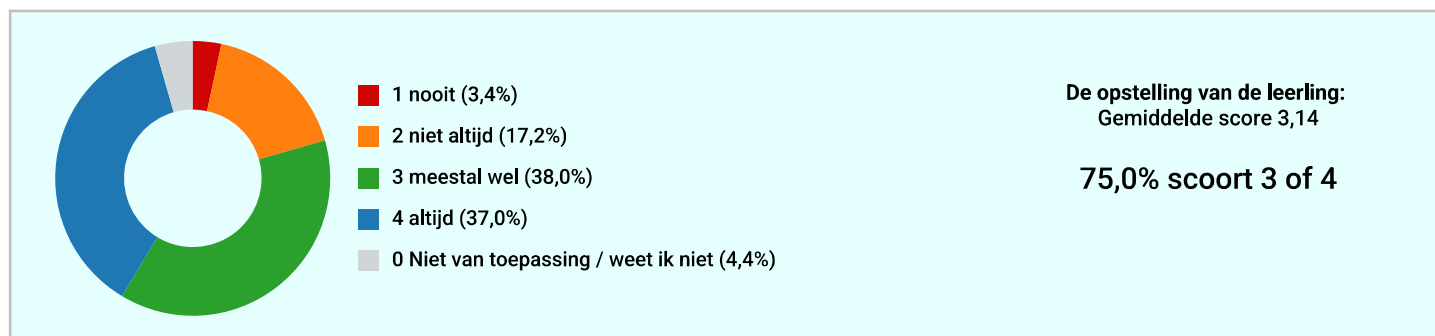 1 nooit (3,4%)
2 niet altijd (17,2%)
3 meestal wel (38,0%)
4 altijd (37,0%)
0 Niet van toepassing / weet ik niet (4,4%)
De opstelling van de leerling:
Gemiddelde score 3,14
75,0% scoort 3 of 4